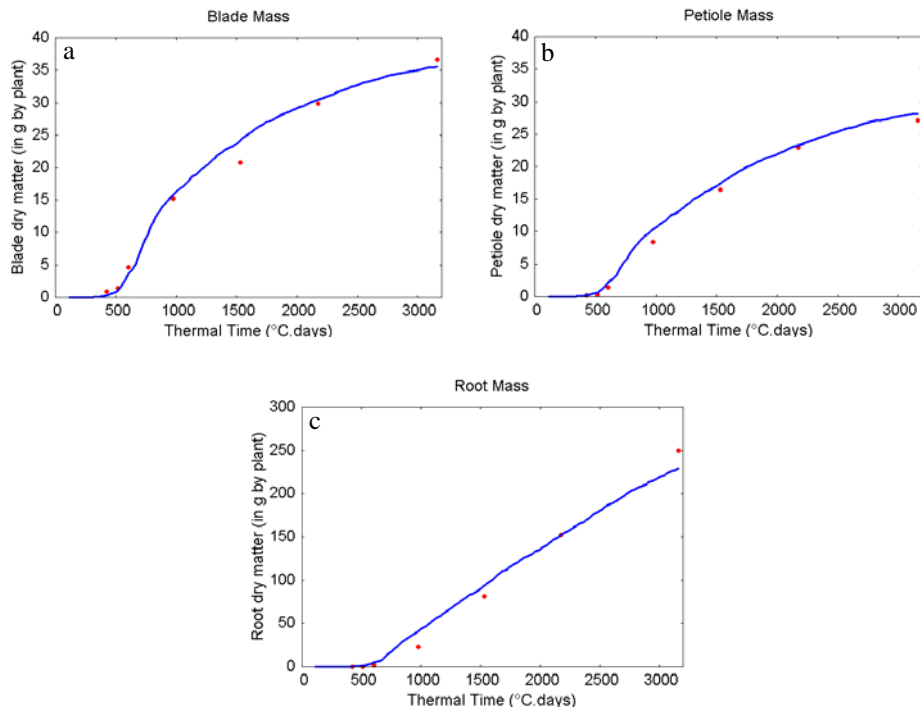 Blade Mass
a
40
35
30
25
20
15
10
5
0
Blade dry matter (in g by plant)
0 500 1000 1500 2000 2500 3000
Thermal Time (°C.days)
Petiole Mass
b
40
35
30
25
20
15
10
5
0
Petiole dry matter (in g by plant)
0 500 1000 1500 2000 2500 3000
Thermal Time (°C.days)
Root Mass
c
300
250
200
150
100
50
0
Root dry matter (in g by plant)
0 500 1000 1500 2000 2500 3000
Thermal Time (°C.days)